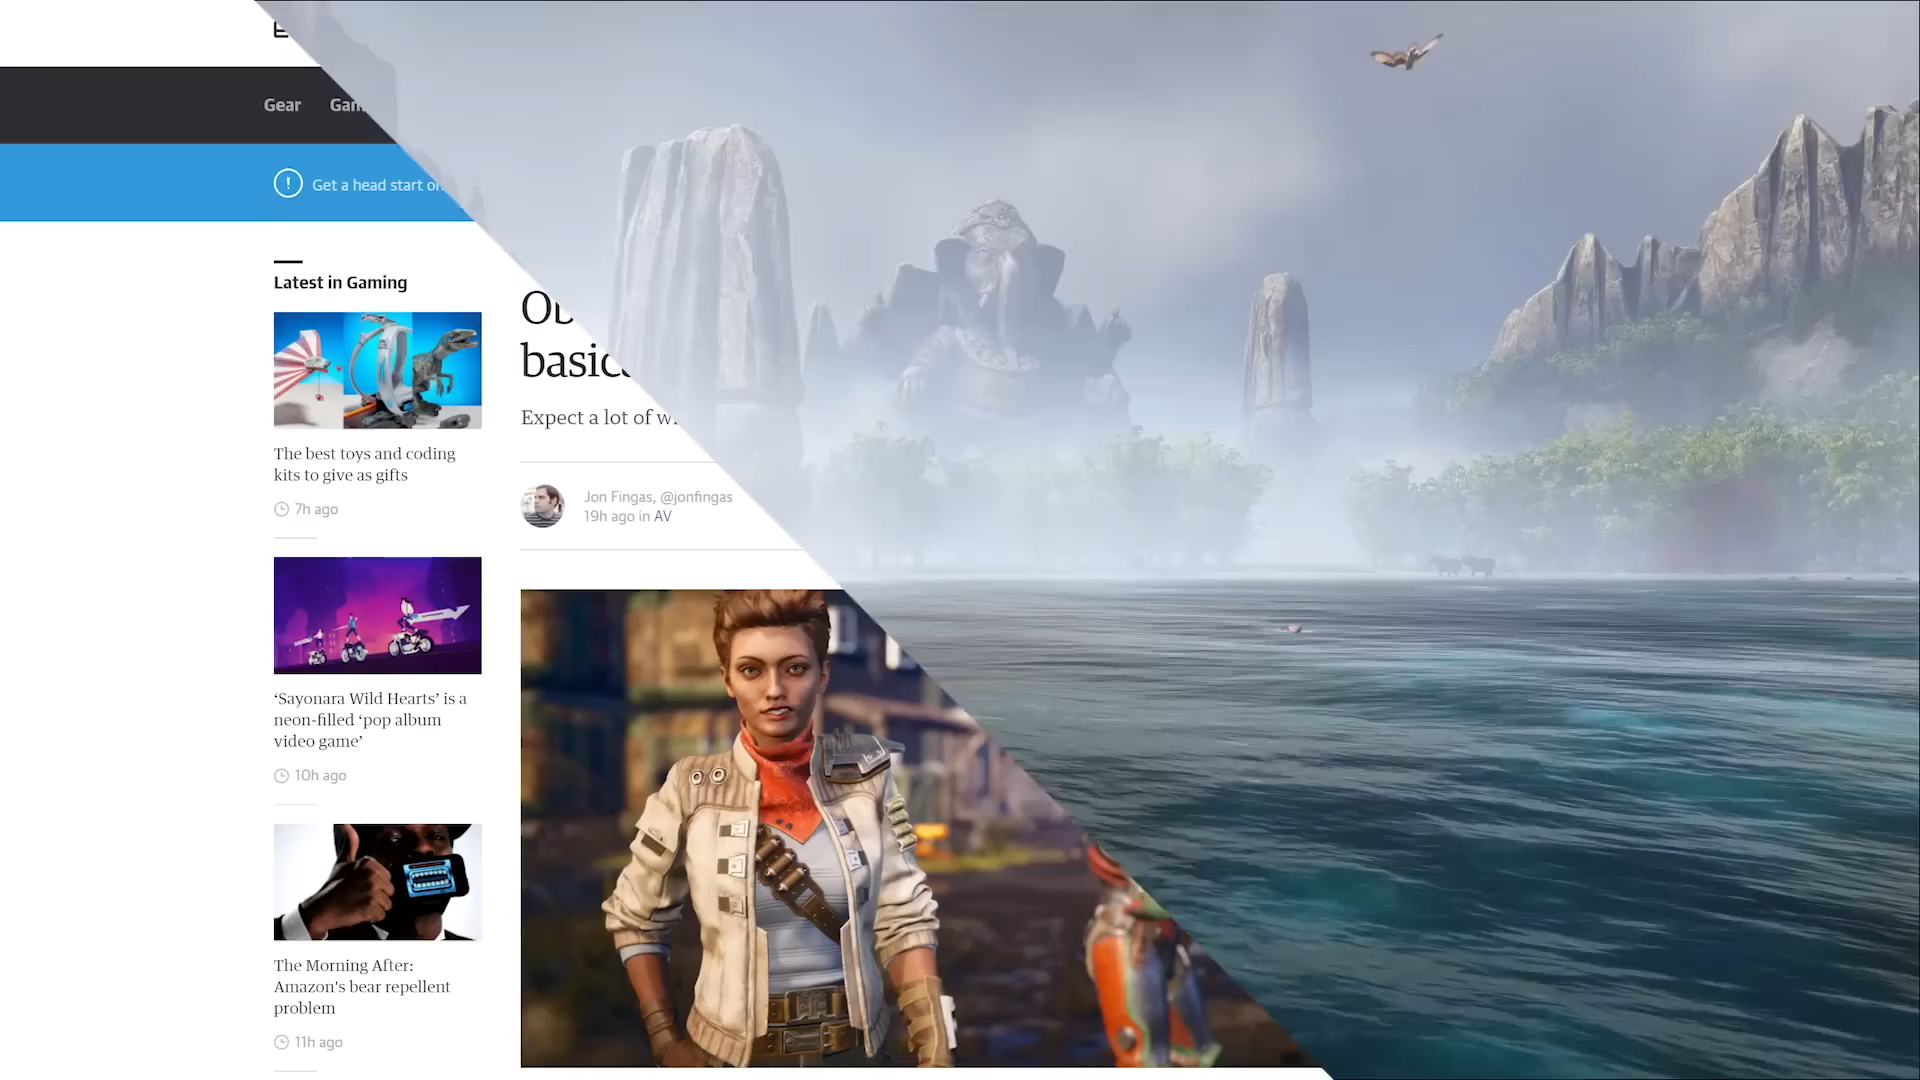 Gear
Get a head start
Latest in Gaming
The best toys and coding
kits to give as gifts
7h ago
‘Sayonara Wild Hearts’ is a
neon-filled ‘pop album
video game’
10h ago
The Morning After:
Amazon's bear repellent
problem
11h ago
Expect a lot of
Jon Fingas, @jonfingas
19h ago in AV